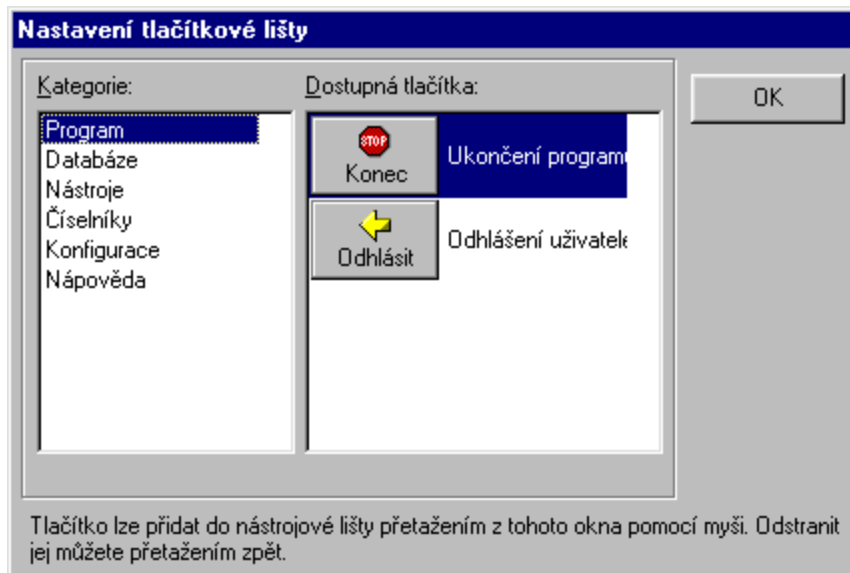 Nastavení tlačítkové lišty
Kategorie:
Dostupná tlačítka:
OK
Program
Databáze
Nástroje
Číselníky
Konfigurace
Nápověda
STOP
Konec
Ukončení programu
Odhlásit
Odhlášení uživatele
Tlačítko lze přidat do nástrojové lišty přetažením z tohoto okna pomocí myši. Odstranit
jej můžete přetažením zpět.